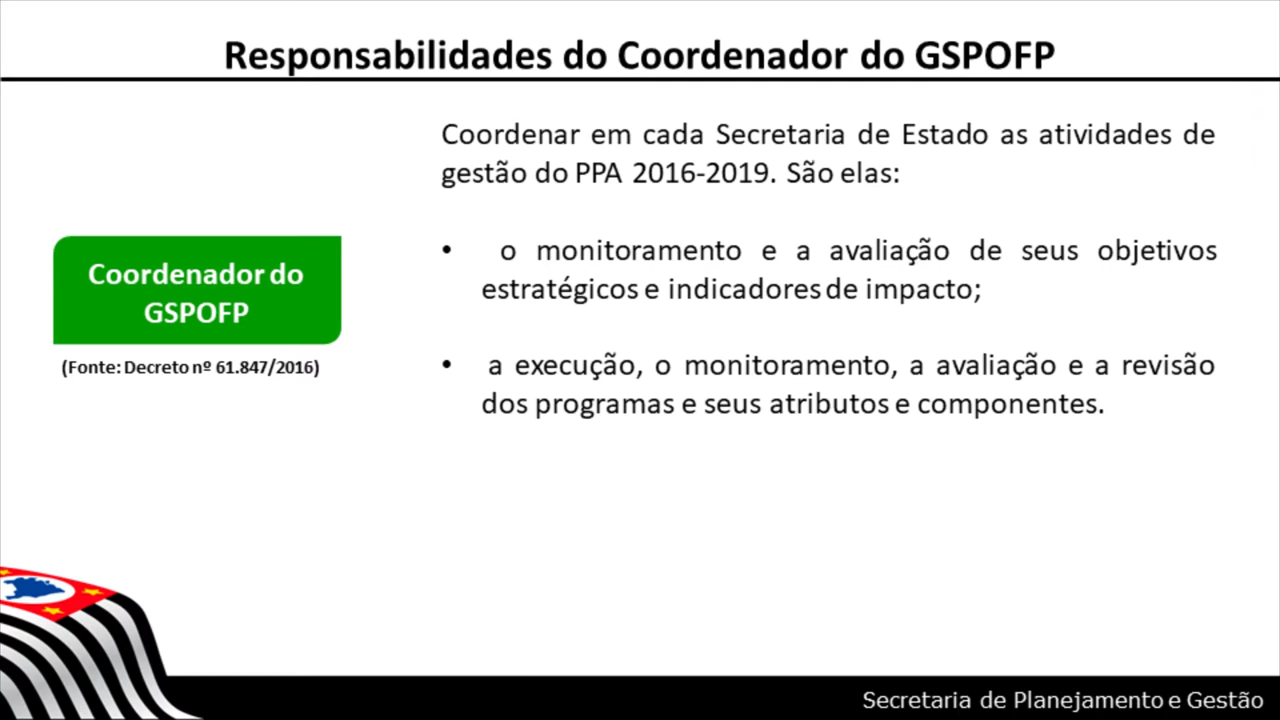 Responsabilidades do Coordenador do GSPOFP
Coordenar em cada Secretaria de Estado as atividades de
gestão do PPA 2016-2019. São elas:
• o monitoramento e a avaliação de seus objetivos
estratégicos e indicadores de impacto;
• a execução, o monitoramento, a avaliação e a revisão
dos programas e seus atributos e componentes.
Coordenador do
GSPOFP
(Fonte: Decreto nº 61.847/2016)
Secretaria de Planejamento e Gestão